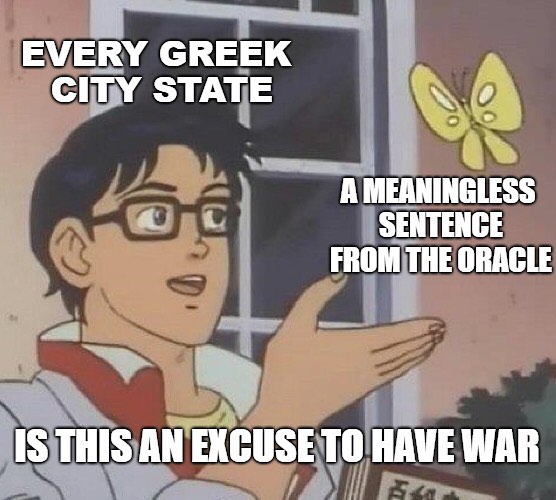 EVERY GREEK
CITY STATE
A MEANINGLESS
SENTENCE
FROM THE ORACLE
IS THIS AN EXCUSE TO HAVE WAR